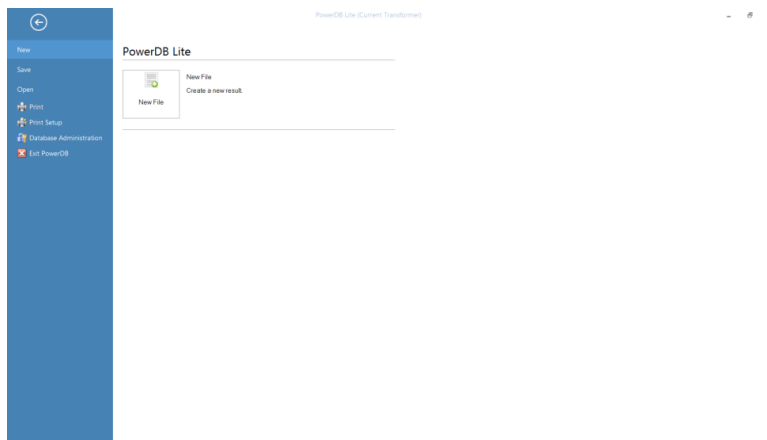 PowerDB Lite (Current Transformer)
New
Save
Open
Print
Print Setup
Database Administration
Exit PowerDB
PowerDB Lite
New File
New File
Create a new result.